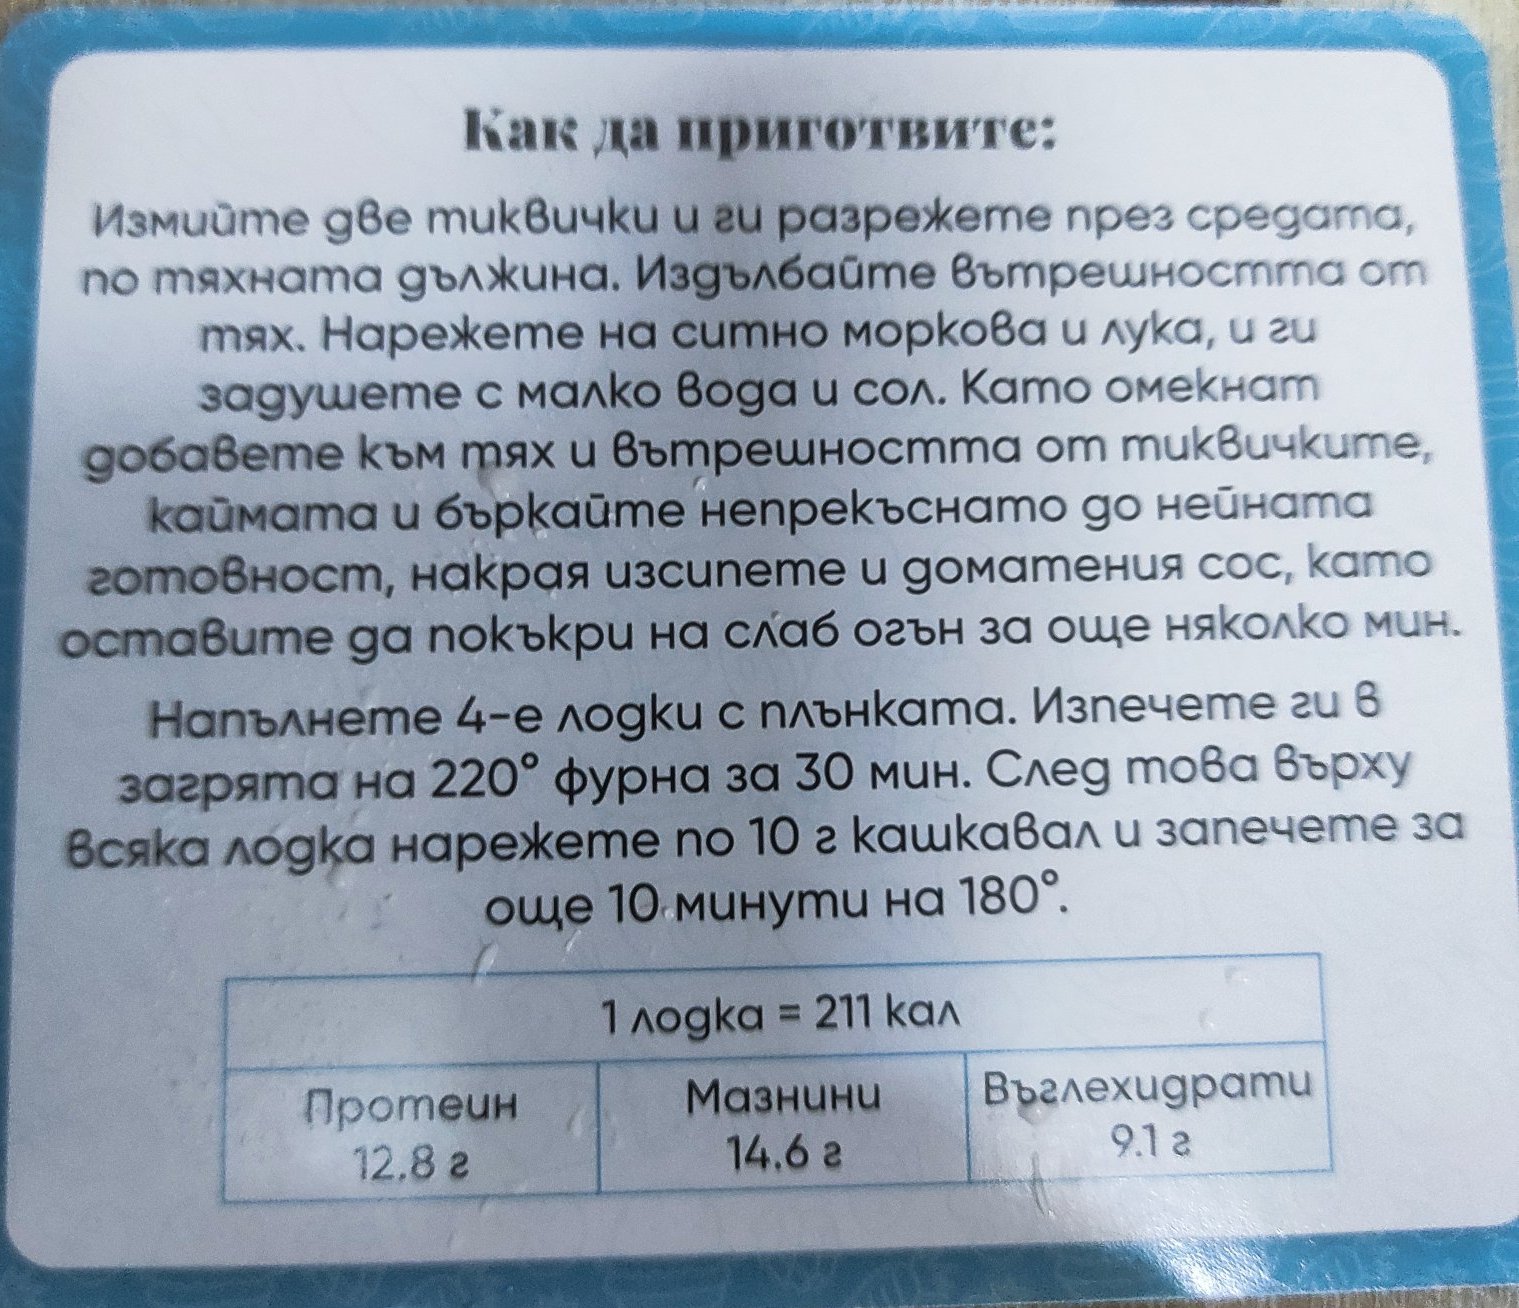 Как да приготвите:
Измийте две тиквички и ги разрежете през средата,
по тяхната дължина. Издълбайте вътрешността от
тях. Нарежете на ситно моркова и лука, и ги
задушете с малко вода и сол. Като омекнат
добавете към тях и вътрешността от тиквичките,
каймата и бъркайте непрекъснато до нейната
готовност, накрая изсипете и доматения сос, като
оставите да покъкри на слаб огън за още няколко мин.
Напълнете 4-е лодки с плънката. Изпечете ги в
загрята на 220° фурна за 30 мин. След това върху
всяка лодка нарежете по 10 г кашкавал и запечете за
още 10 минути на 180°.
1 лодка = 211 кал
Протеин Мазнини Въглехидрати
12.8 г 14.6 г 9.1 г